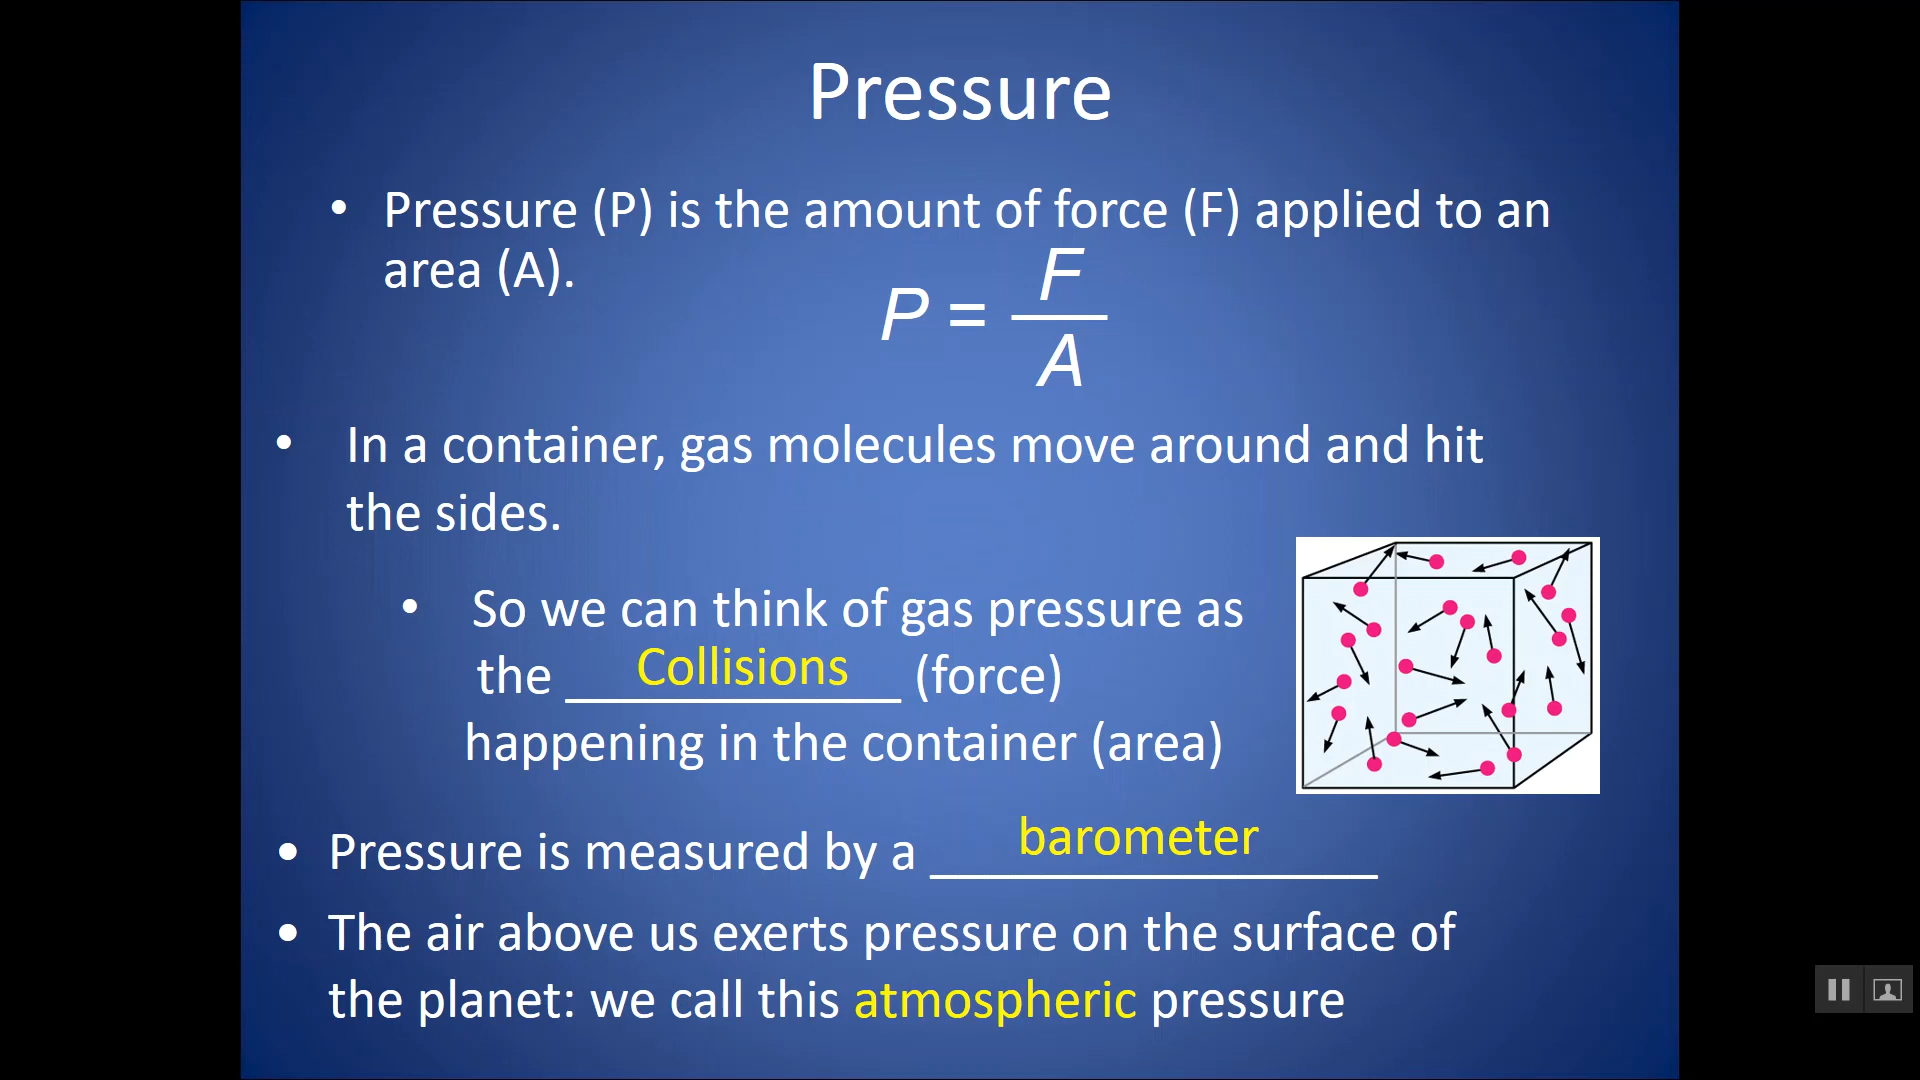 Pressure
• Pressure (P) is the amount of force (F) applied to an
area (A).
P = F
A
• In a container, gas molecules move around and hit
the sides.
• So we can think of gas pressure as
the Collisions (force)
happening in the container (area)
• Pressure is measured by a barometer
• The air above us exerts pressure on the surface of
the planet: we call this atmospheric pressure